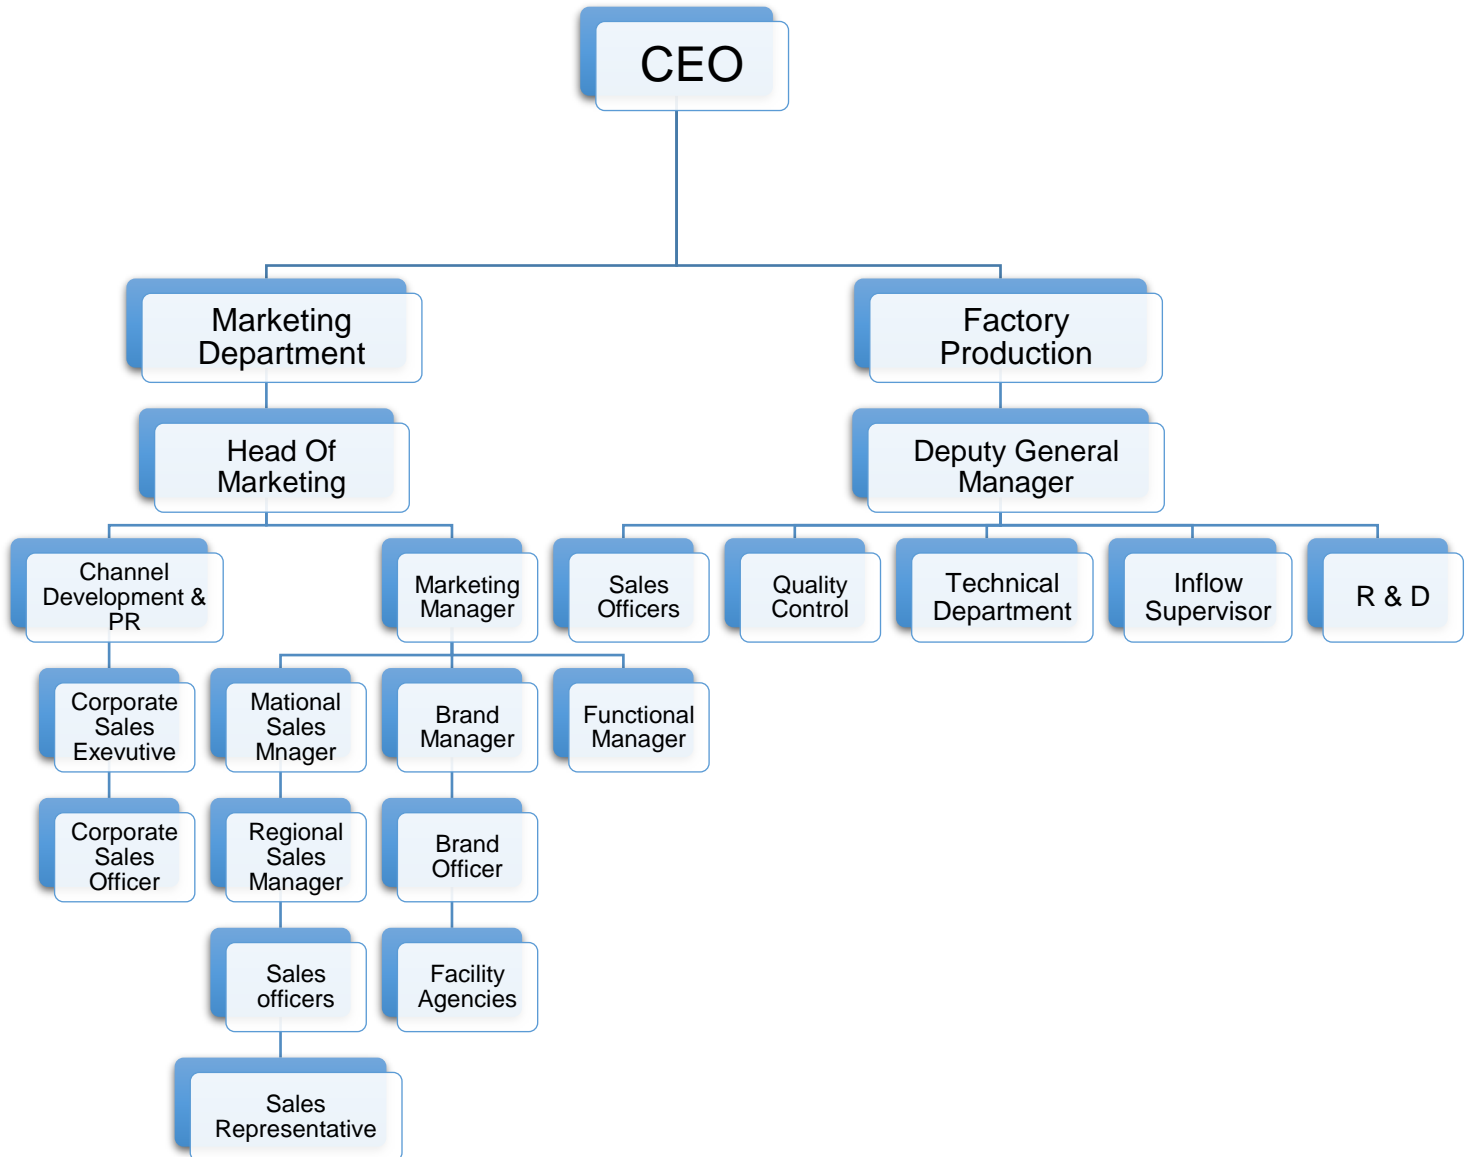 CEO
Marketing
Department
Factory
Production
Head Of
Marketing
Deputy General
Manager
Channel
Development &
PR
Marketing
Manager
Sales
Officers
Quality
Control
Technical
Department
Inflow
Supervisor
R & D
Corporate
Sales
Exevutive
Mational
Sales
Mnager
Brand
Manager
Functional
Manager
Corporate
Sales
Officer
Regional
Sales
Manager
Brand
Officer
Sales
officers
Facility
Agencies
Sales
Representative